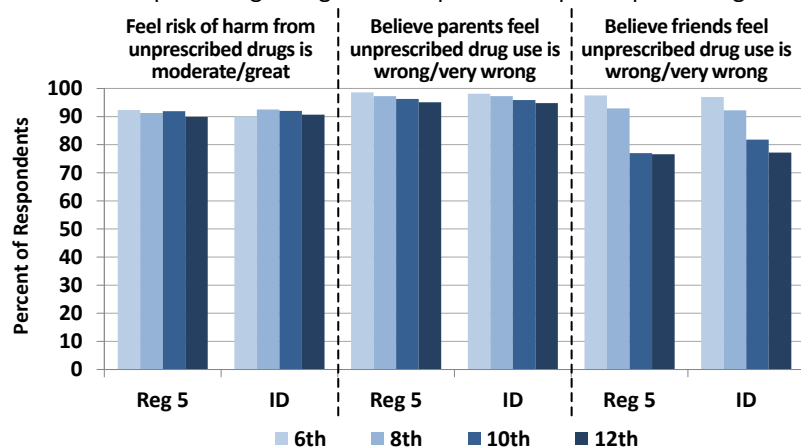 Feel risk of harm from
unprescribed drugs is
moderate/great
Believe parents feel
unprescribed drug use is
wrong/very wrong
Believe friends feel
unprescribed drug use is
wrong/very wrong
Percent of Respondents
100
90
80
70
60
50
40
30
20
10
0
Reg 5 ID Reg 5 ID Reg 5 ID
6th 8th 10th 12th